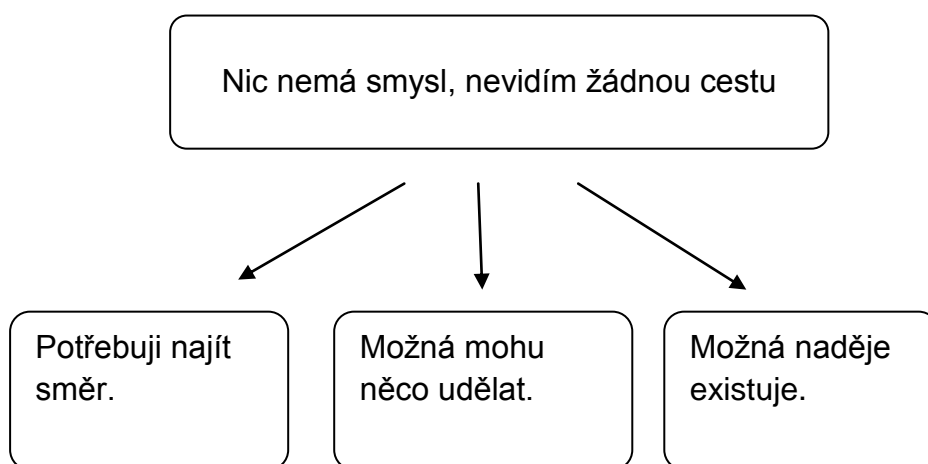 Nic nemá smysl, nevidím žádnou cestu
Potřebuji najít
směr.
Možná mohu
něco udělat.
Možná naděje
existuje.